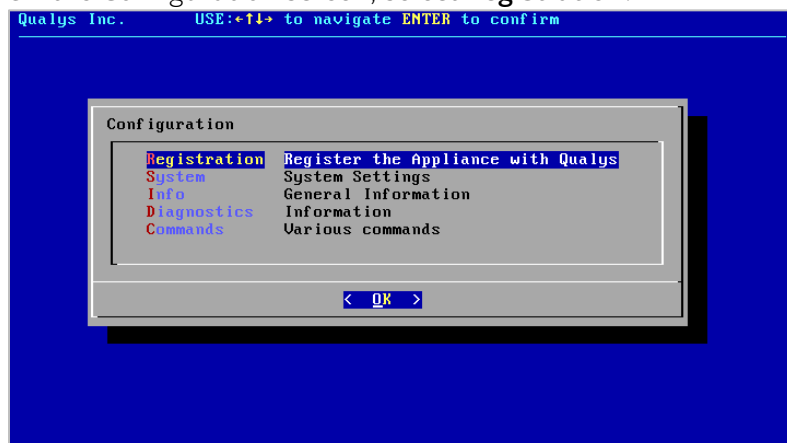 Qualys Inc. USE:←↑↓→ to navigate ENTER to confirm
Configuration
Registration Register the Appliance with Qualys
System System Settings
Info General Information
Diagnostics Information
Commands Various commands
< OK >